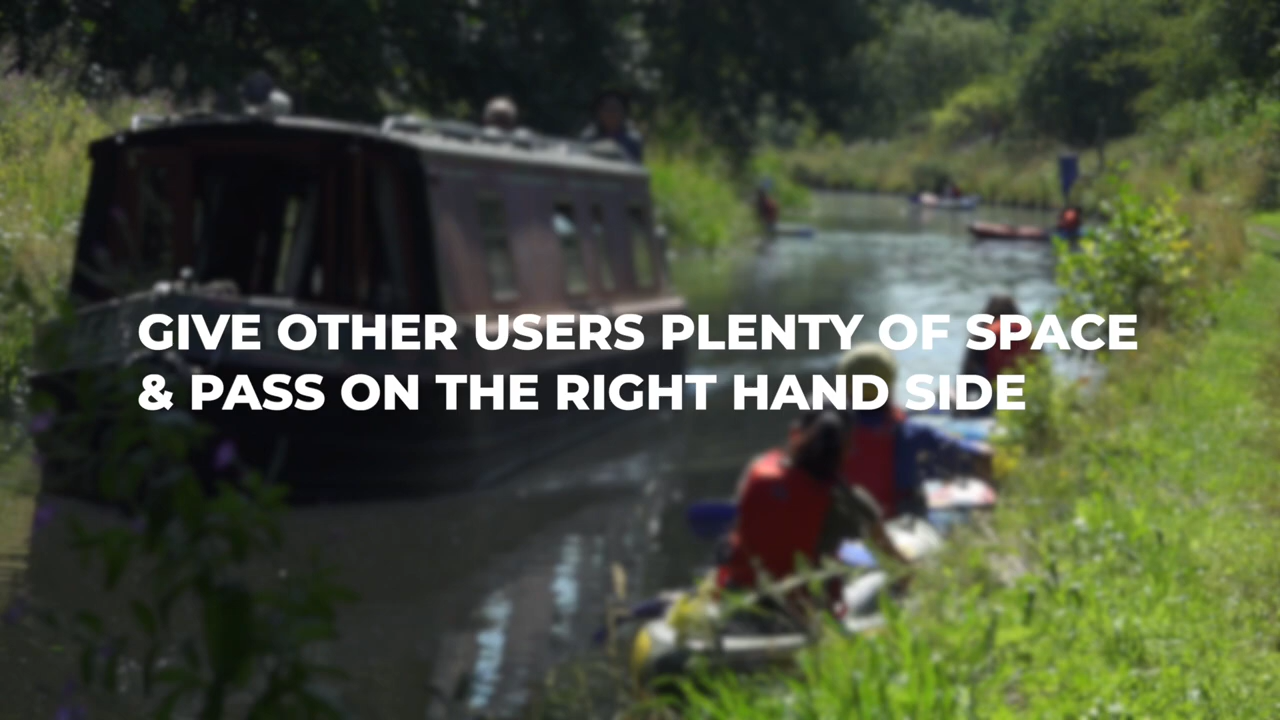 GIVE OTHER USERS PLENTY OF SPACE
& PASS ON THE RIGHT HAND SIDE